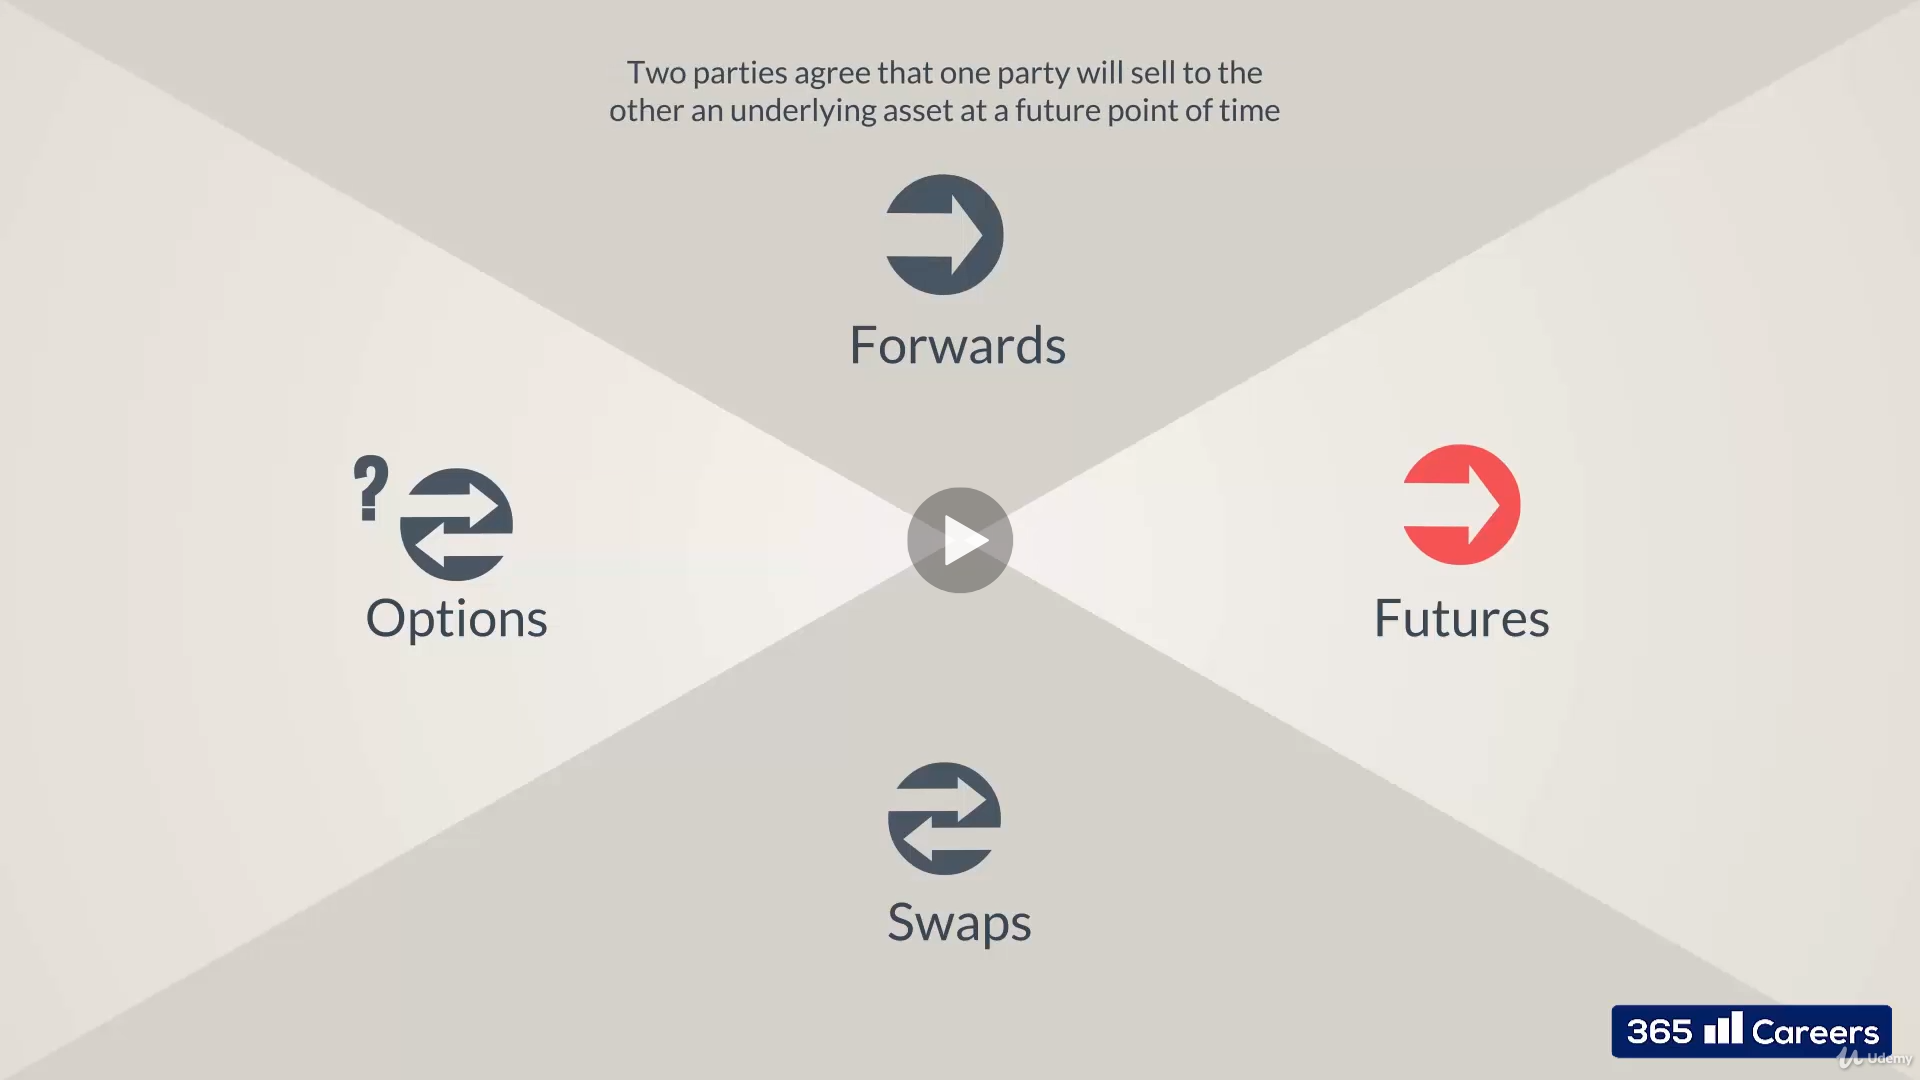 Two parties agree that one party will sell to the
other an underlying asset at a future point of time
Forwards
?
Options
Futures
Swaps
365 Careers
Udemy